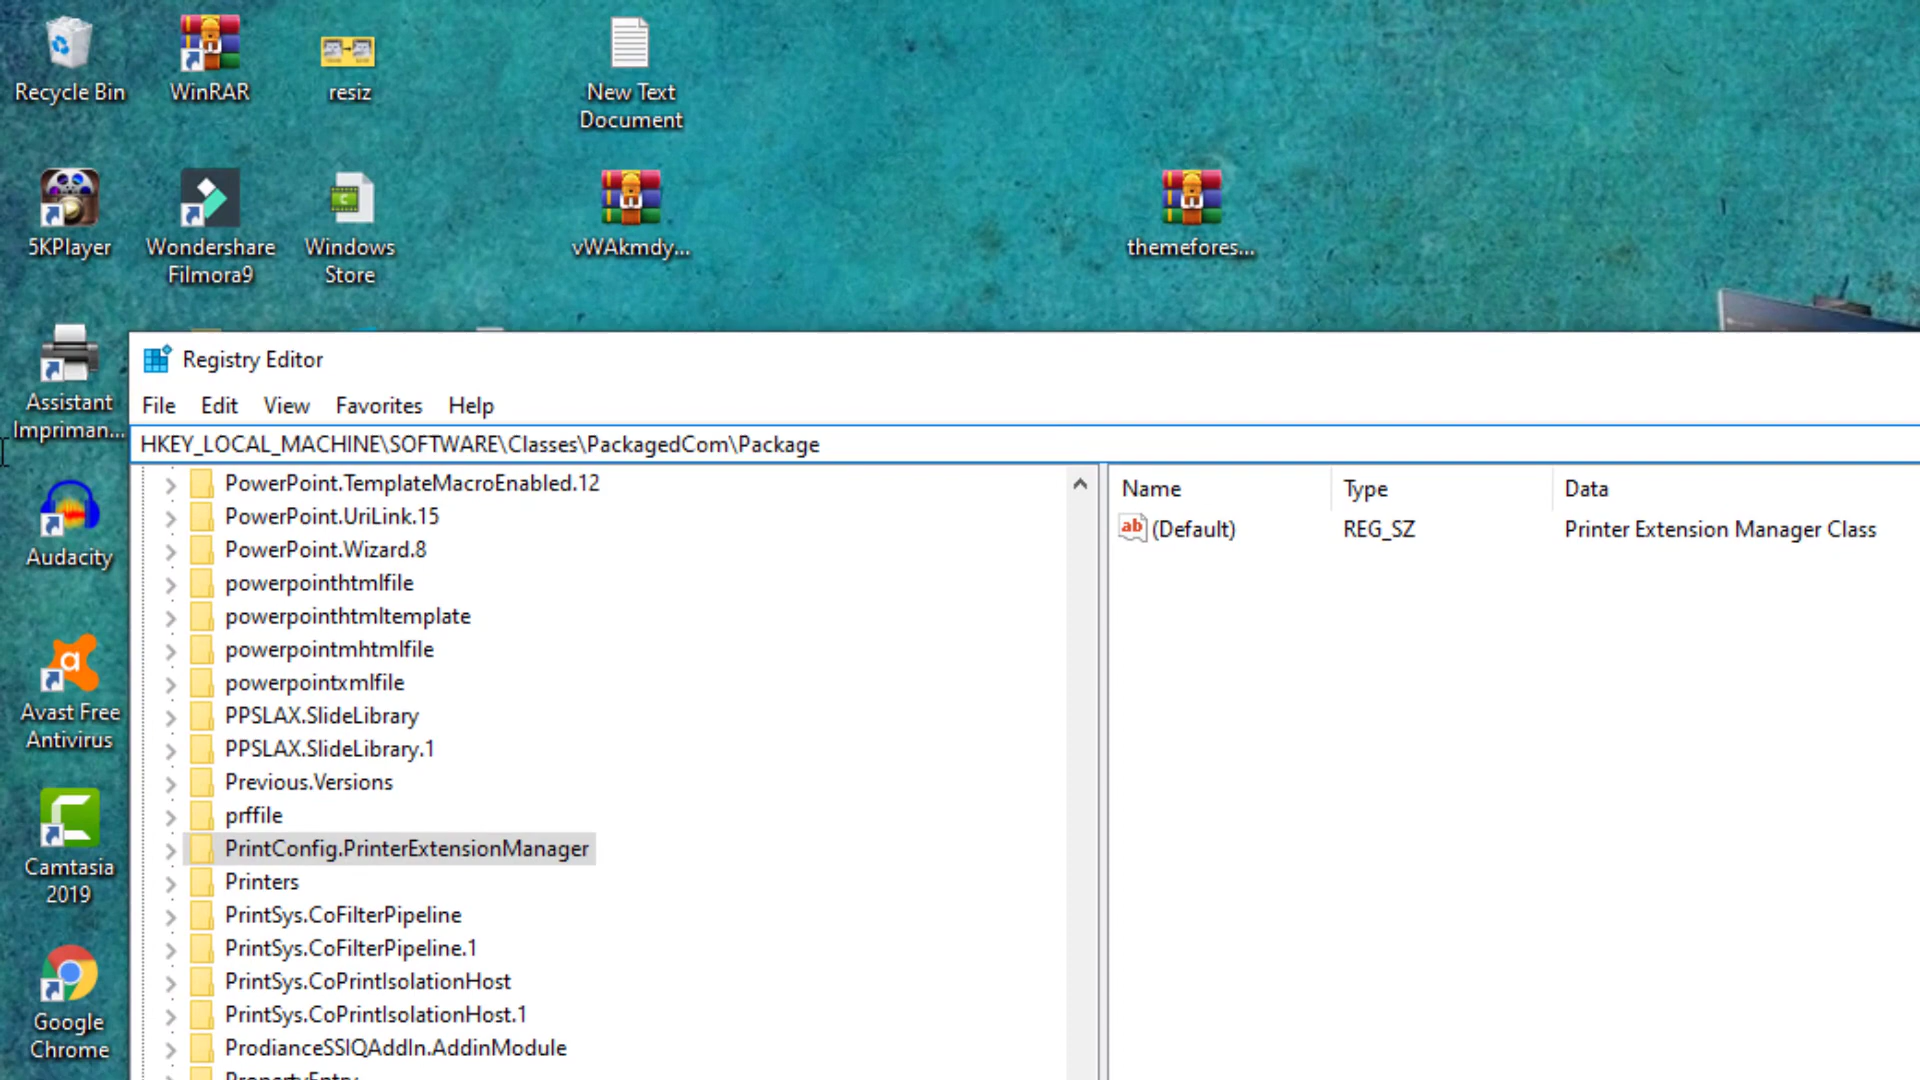 Recycle Bin
WinRAR
resiz
New Text
Document
5KPlayer
Wondershare
Filmora9
Windows
Store
vWAkmdy...
themefores...
Assistant
Impriman...
Audacity
Avast Free
Antivirus
Camtasia
2019
Google
Chrome
Registry Editor
File Edit View Favorites Help
HKEY_LOCAL_MACHINE\SOFTWARE\Classes\PackagedCom\Package
PowerPoint.TemplateMacroEnabled.12
PowerPoint.UriLink.15
PowerPoint.Wizard.8
powerpointhtmlfile
powerpointhtmltemplate
powerpointmhtmlfile
powerpointxmlfile
PPSLAX.SlideLibrary
PPSLAX.SlideLibrary.1
Previous.Versions
prffile
PrintConfig.PrinterExtensionManager
Printers
PrintSys.CoFilterPipeline
PrintSys.CoFilterPipeline.1
PrintSys.CoPrintIsolationHost
PrintSys.CoPrintIsolationHost.1
ProdianceSSIQAddIn.AddinModule
PropertyEntry
Name Type Data
ab (Default) REG_SZ Printer Extension Manager Class